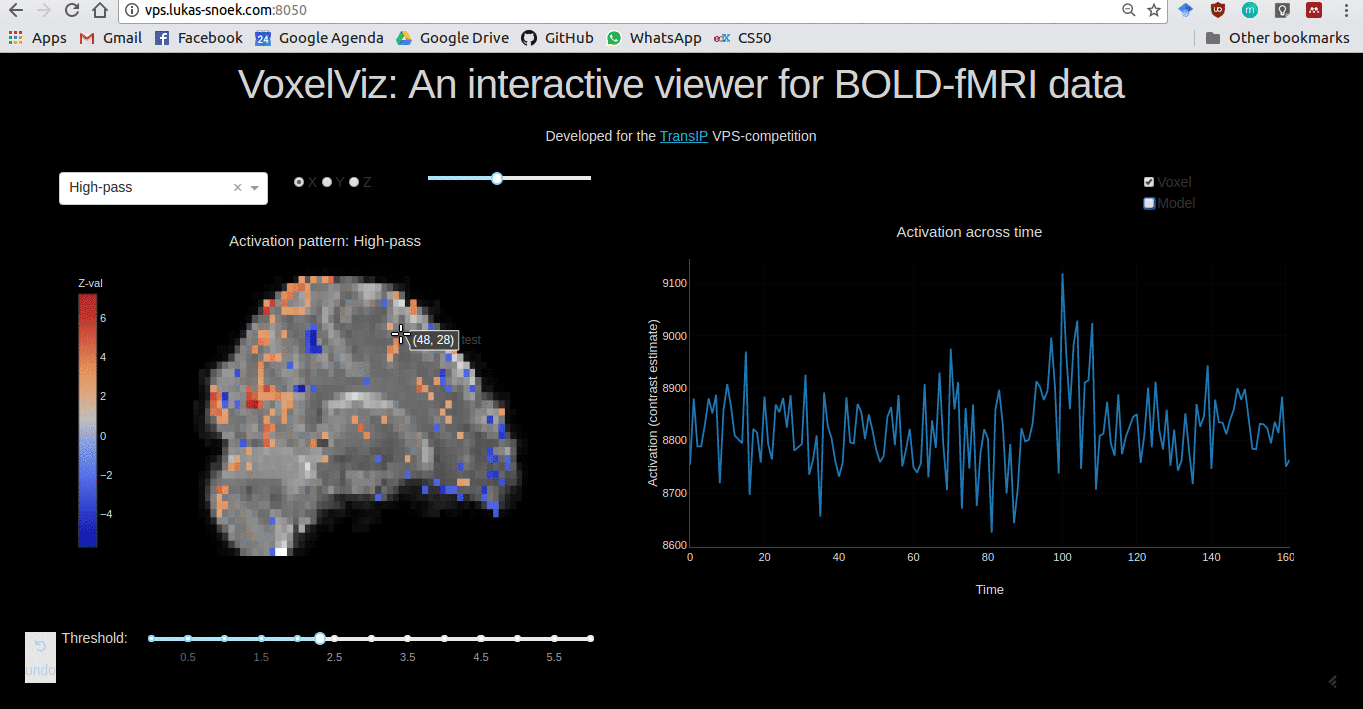 vps.lukas-snoek.com:8050
Apps Gmail Facebook 24 Google Agenda Google Drive GitHub WhatsApp edX CS50 Other bookmarks
VoxelViz: An interactive viewer for BOLD-fMRI data
Developed for the TransIP VPS-competition
High-pass × X Y Z Voxel
Model
Activation pattern: High-pass
Z-val
6
4
2
0
−2
−4
(48, 28) test
Activation across time
Activation (contrast estimate)
9100
9000
8900
8800
8700
8600
0 20 40 60 80 100 120 140 160
Time
undo
Threshold:
0.5 1.5 2.5 3.5 4.5 5.5